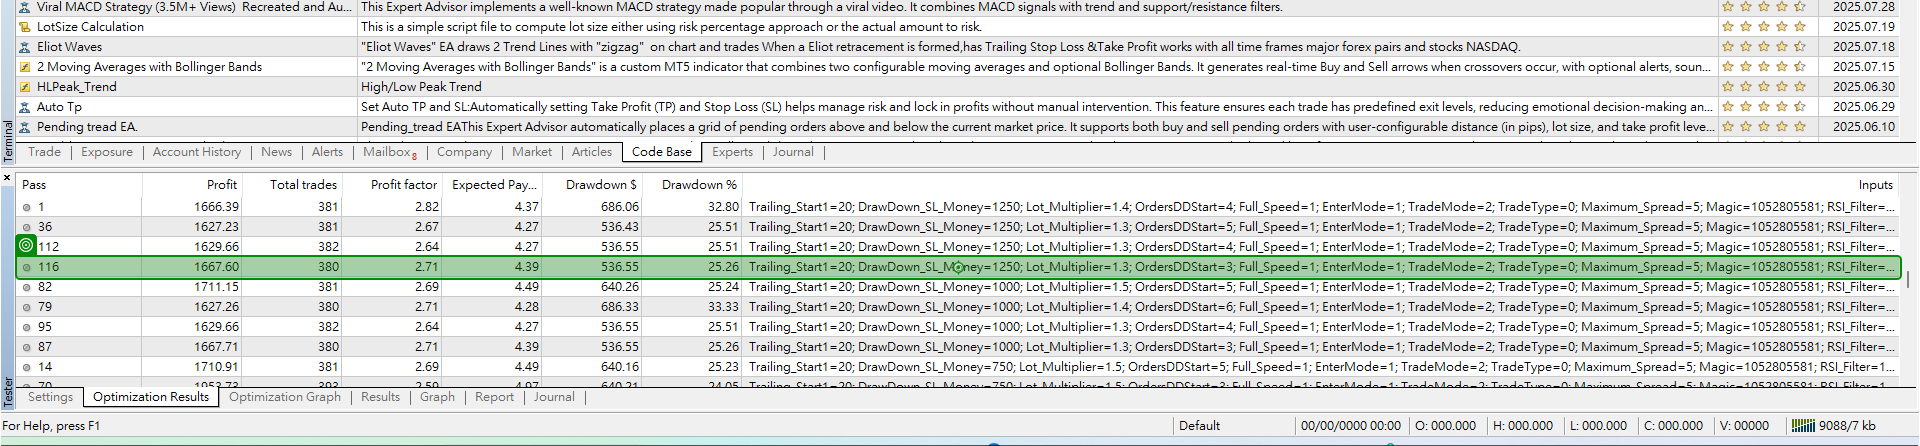 Viral MACD Strategy (3.5M+ Views)  Recreated and Au... This Expert Advisor implements a well-known MACD strategy made popular through a viral video. It combines MACD signals with trend and support/resistance filters. 2025.07.28
LotSize Calculation This is a simple script file to compute lot size either using risk percentage approach or the actual amount to risk. 2025.07.19
Eliot Waves "Eliot Waves" EA draws 2 Trend Lines with "zigzag"  on chart and trades When a Eliot retracement is formed,has Trailing Stop Loss &Take Profit works with all time frames major forex pairs and stocks NASDAQ. 2025.07.18
2 Moving Averages with Bollinger Bands "2 Moving Averages with Bollinger Bands" is a custom MT5 indicator that combines two configurable moving averages and optional Bollinger Bands. It generates real-time Buy and Sell arrows when crossovers occur, with optional alerts, soun... 2025.07.15
HLPeak_Trend High/Low Peak Trend 2025.06.30
Auto Tp Set Auto TP and SL:Automatically setting Take Profit (TP) and Stop Loss (SL) helps manage risk and lock in profits without manual intervention. This feature ensures each trade has predefined exit levels, reducing emotional decision-making an... 2025.06.29
Pending tread EA. Pending_tread EAThis Expert Advisor automatically places a grid of pending orders above and below the current market price. It supports both buy and sell pending orders with user-configurable distance (in pips), lot size, and take profit leve... 2025.06.10
Terminal
Trade | Exposure | Account History | News | Alerts | Mailbox8 | Company | Market | Articles | Code Base | Experts | Journal |
Pass Profit Total trades Profit factor Expected Pay... Drawdown $ Drawdown % Inputs
1 1666.39 381 2.82 4.37 686.06 32.80 Trailing_Start1=20; DrawDown_SL_Money=1250; Lot_Multiplier=1.4; OrdersDDStart=4; Full_Speed=1; EnterMode=1; TradeMode=2; TradeType=0; Maximum_Spread=5; Magic=1052805581; RSI_Filter=...
36 1627.23 381 2.67 4.27 536.43 25.51 Trailing_Start1=20; DrawDown_SL_Money=1250; Lot_Multiplier=1.3; OrdersDDStart=5; Full_Speed=1; EnterMode=1; TradeMode=2; TradeType=0; Maximum_Spread=5; Magic=1052805581; RSI_Filter=...
112 1629.66 382 2.64 4.27 536.55 25.51 Trailing_Start1=20; DrawDown_SL_Money=1250; Lot_Multiplier=1.3; OrdersDDStart=4; Full_Speed=1; EnterMode=1; TradeMode=2; TradeType=0; Maximum_Spread=5; Magic=1052805581; RSI_Filter=...
116 1667.60 380 2.71 4.39 536.55 25.26 Trailing_Start1=20; DrawDown_SL_Money=1250; Lot_Multiplier=1.3; OrdersDDStart=3; Full_Speed=1; EnterMode=1; TradeMode=2; TradeType=0; Maximum_Spread=5; Magic=1052805581; RSI_Filter=...
82 1711.15 381 2.69 4.49 640.26 25.24 Trailing_Start1=20; DrawDown_SL_Money=1000; Lot_Multiplier=1.5; OrdersDDStart=5; Full_Speed=1; EnterMode=1; TradeMode=2; TradeType=0; Maximum_Spread=5; Magic=1052805581; RSI_Filter=...
79 1627.26 380 2.71 4.28 686.33 33.33 Trailing_Start1=20; DrawDown_SL_Money=1000; Lot_Multiplier=1.4; OrdersDDStart=6; Full_Speed=1; EnterMode=1; TradeMode=2; TradeType=0; Maximum_Spread=5; Magic=1052805581; RSI_Filter=...
95 1629.66 382 2.64 4.27 536.55 25.51 Trailing_Start1=20; DrawDown_SL_Money=1000; Lot_Multiplier=1.3; OrdersDDStart=4; Full_Speed=1; EnterMode=1; TradeMode=2; TradeType=0; Maximum_Spread=5; Magic=1052805581; RSI_Filter=...
87 1667.71 380 2.71 4.39 536.55 25.26 Trailing_Start1=20; DrawDown_SL_Money=1000; Lot_Multiplier=1.3; OrdersDDStart=3; Full_Speed=1; EnterMode=1; TradeMode=2; TradeType=0; Maximum_Spread=5; Magic=1052805581; RSI_Filter=...
14 1710.91 381 2.69 4.49 640.16 25.23 Trailing_Start1=20; DrawDown_SL_Money=750; Lot_Multiplier=1.5; OrdersDDStart=5; Full_Speed=1; EnterMode=1; TradeMode=2; TradeType=0; Maximum_Spread=5; Magic=1052805581; RSI_Filter=1...
Tester
Settings | Optimization Results | Optimization Graph | Results | Graph | Report | Journal |
For Help, press F1 Default 00/00/0000 00:00 O: 000.000 H: 000.000 L: 000.000 C: 000.000 V: 00000 9088/7 kb